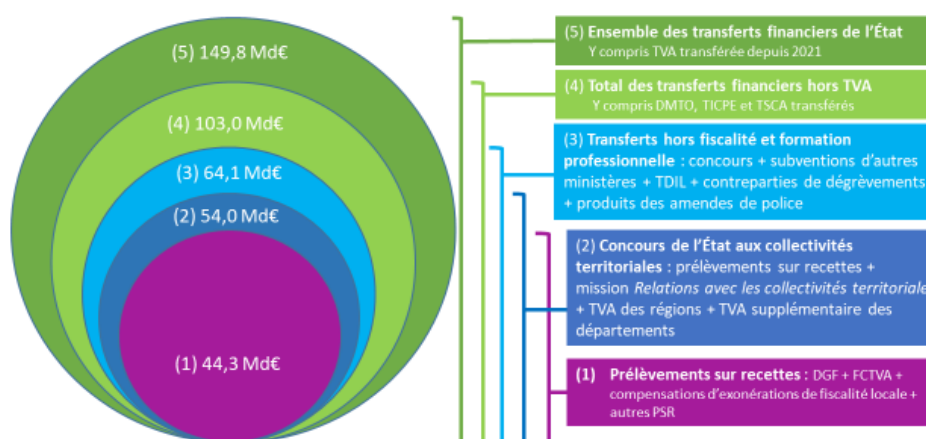 (5) 149,8 Md€
(4) 103,0 Md€
(3) 64,1 Md€
(2) 54,0 Md€
(1) 44,3 Md€
(5) Ensemble des transferts financiers de l'État
Y compris TVA transférée depuis 2021
(4) Total des transferts financiers hors TVA
Y compris DMTO, TICPE et TSCA transférés
(3) Transferts hors fiscalité et formation
professionnelle : concours + subventions d'autres
ministères + TDIL + contreparties de dégrèvements
+ produits des amendes de police
(2) Concours de l'État aux collectivités
territoriales : prélèvements sur recettes +
mission Relations avec les collectivités territoriale
+ TVA des régions + TVA supplémentaire des
départements
(1) Prélèvements sur recettes : DGF + FCTVA +
compensations d'exonérations de fiscalité locale +
autres PSR